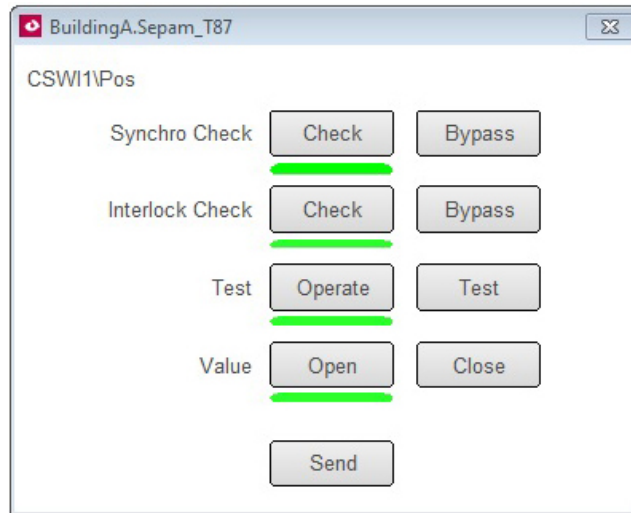 BuildingA.Sepam_T87
CSWI1\Pos
Synchro Check Check Bypass
Interlock Check Check Bypass
Test Operate Test
Value Open Close
Send